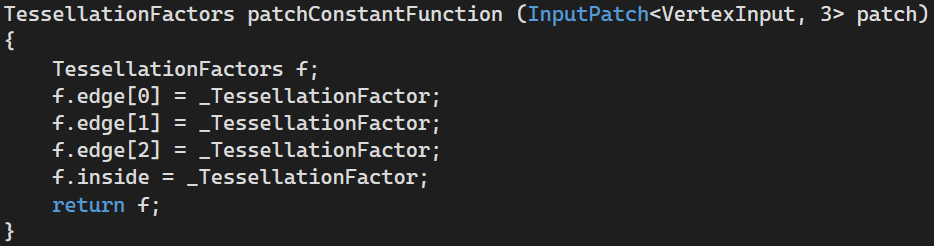 TessellationFactors patchConstantFunction (InputPatch<VertexInput, 3> patch)
{
    TessellationFactors f;
    f.edge[0] = _TessellationFactor;
    f.edge[1] = _TessellationFactor;
    f.edge[2] = _TessellationFactor;
    f.inside = _TessellationFactor;
    return f;
}